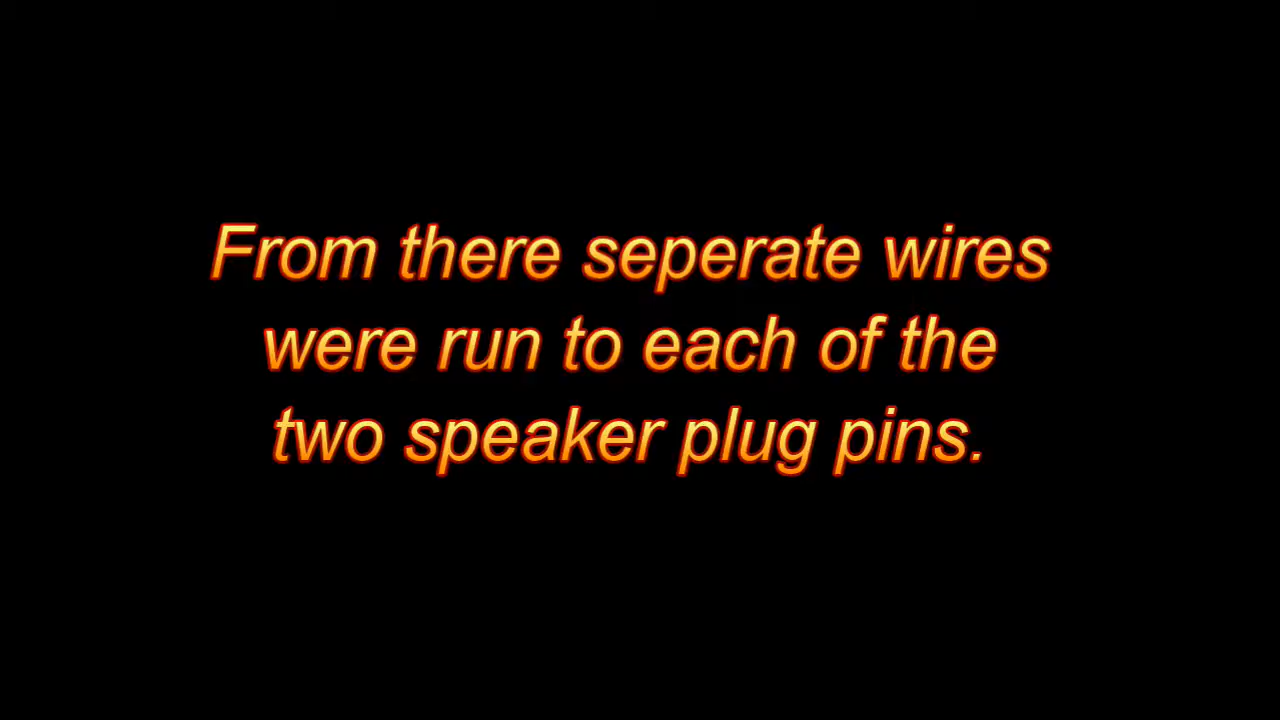 From there seperate wires
were run to each of the
two speaker plug pins.